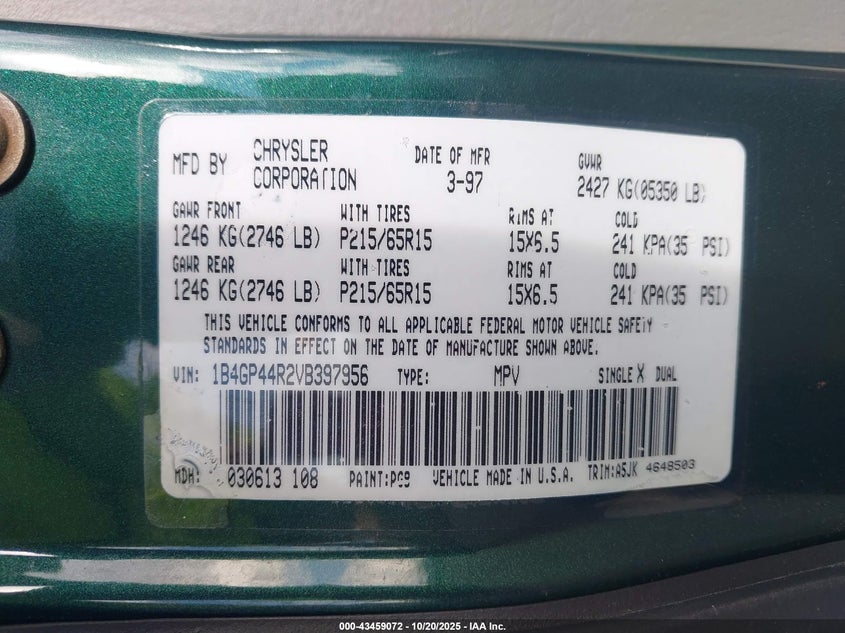 MFD BY CHRYSLER CORPORATION DATE OF MFR 3-97 GVWR 2427 KG(05350 LB)
GAWR FRONT WITH TIRES RIMS AT COLD
1246 KG(2746 LB) P215/65R15 15X6.5 241 KPA(35 PSI)
GAWR REAR WITH TIRES RIMS AT COLD
1246 KG(2746 LB) P215/65R15 15X6.5 241 KPA(35 PSI)
THIS VEHICLE CONFORMS TO ALL APPLICABLE FEDERAL MOTOR VEHICLE SAFETY
STANDARDS IN EFFECT ON THE DATE OF MANUFACTURE SHOWN ABOVE.
VIN: 1B4GP44R2VB397956 TYPE: MPV SINGLE X DUAL
MDH: 030613 108 PAINT:PG9 VEHICLE MADE IN U.S.A. TRIM:A5JK 4648503
000-43459072 - 10/20/2025 - IAA Inc.